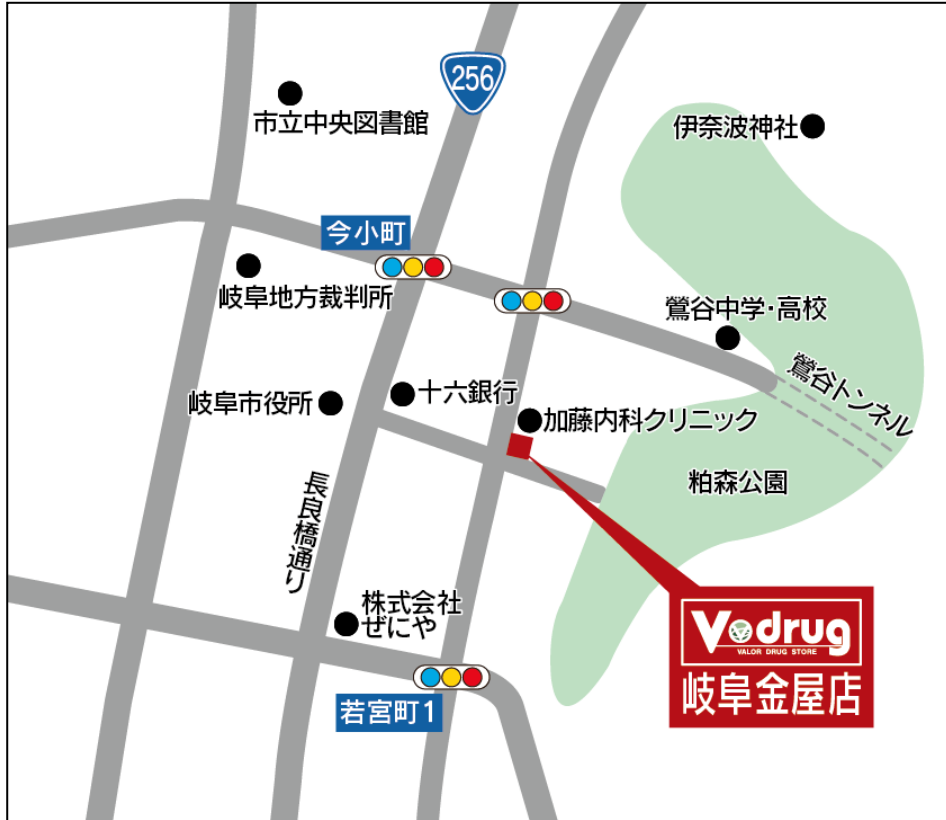 256
市立中央図書館
伊奈波神社
今小町
岐阜地方裁判所
鶯谷中学・高校
鶯谷トンネル
岐阜市役所
十六銀行
加藤内科クリニック
粕森公園
長良橋通り
株式会社
ぜにや
若宮町1
V drug
VALOR DRUG STORE
岐阜金屋店